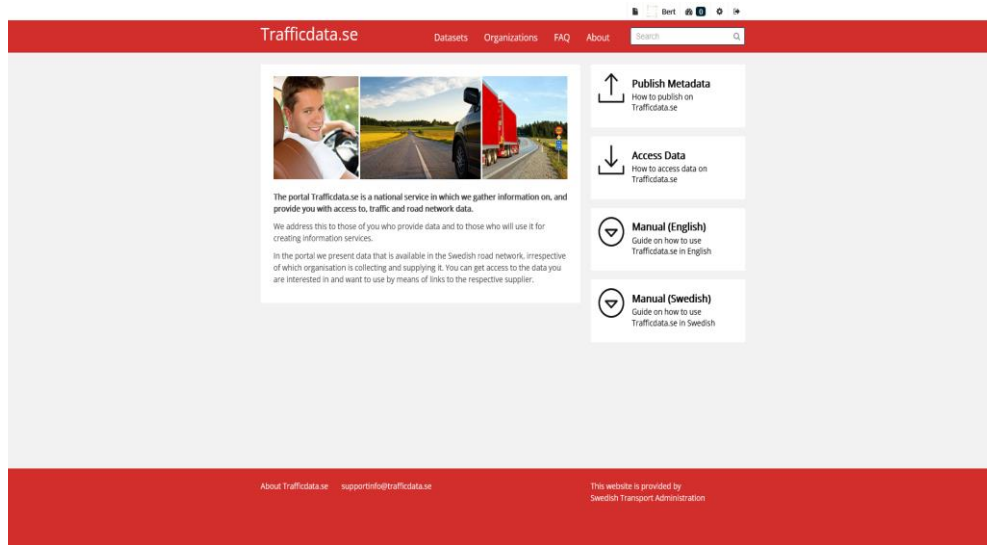 Bert 0
Trafficdata.se
Datasets Organizations FAQ About Search
Publish Metadata
How to publish on
Trafficdata.se
Access Data
How to access data on
Trafficdata.se
Manual (English)
Guide on how to use
Trafficdata.se in English
Manual (Swedish)
Guide on how to use
Trafficdata.se in Swedish
The portal Trafficdata.se is a national service in which we gather information on, and
provide you with access to, traffic and road network data.
We address this to those of you who provide data and to those who will use it for
creating information services.
In the portal we present data that is available in the Swedish road network, irrespective
of which organisation is collecting and supplying it. You can get access to the data you
are interested in and want to use by means of links to the respective supplier.
About Trafficdata.se supportinfo@trafficdata.se
This website is provided by
Swedish Transport Administration